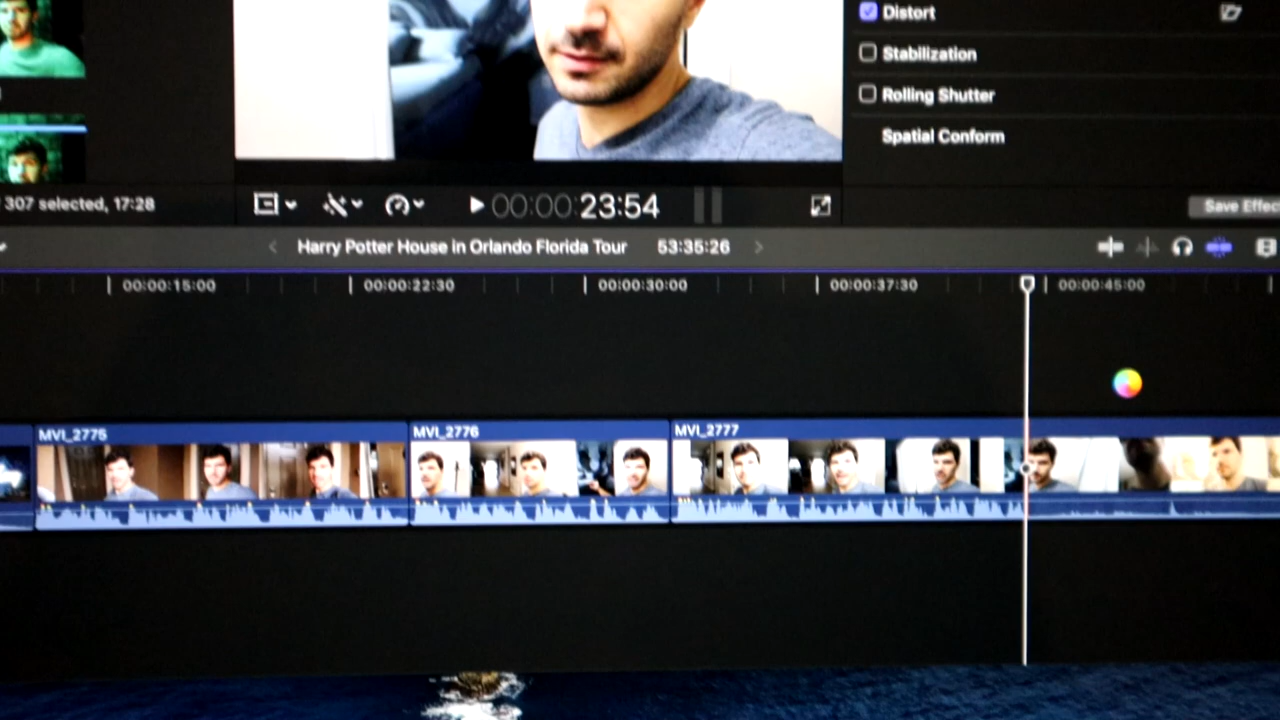 Distort
Stabilization
Rolling Shutter
Spatial Conform
307 selected, 17:28
00:00:23:54
Save Effec
Harry Potter House in Orlando Florida Tour 53:35:26
00:00:15:00 00:00:22:30 00:00:30:00 00:00:37:30 00:00:45:00
MVI_2775 MVI_2776 MVI_2777